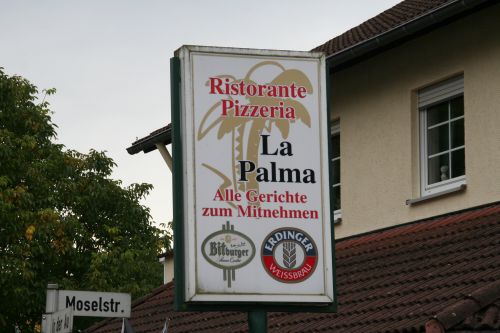 Ristorante
Pizzeria
La
Palma
Alle Gerichte
zum Mitnehmen
Bitburger
ERDINGER
WEISSBRÄU
Moselstr.